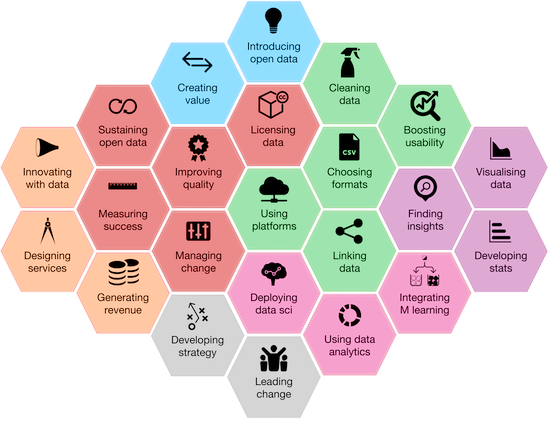 Introducing
open data
Creating
value
Cleaning
data
Sustaining
open data
Licensing
data
CC
Boosting
usability
Innovating
with data
Improving
quality
Choosing
formats
CSV
Visualising
data
Measuring
success
Using
platforms
Finding
insights
Designing
services
Managing
change
Linking
data
Developing
stats
Generating
revenue
Deploying
data sci
Integrating
M learning
Developing
strategy
Using data
analytics
Leading
change